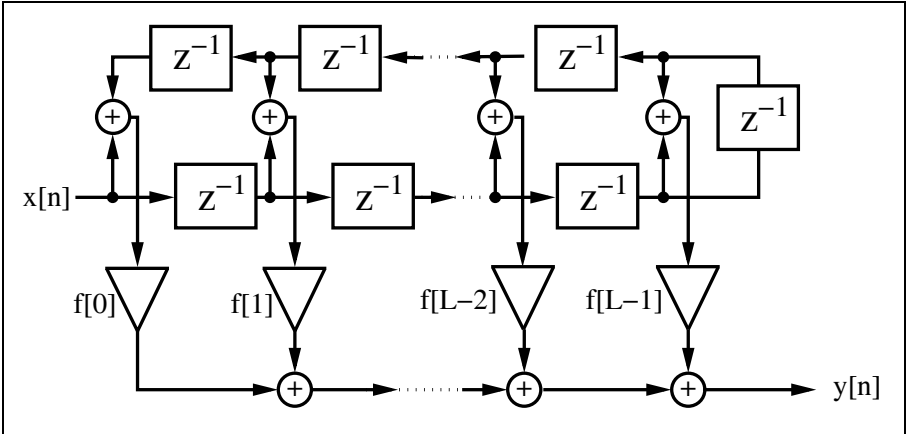 z⁻¹ z⁻¹ z⁻¹
+ + + + z⁻¹
x[n] z⁻¹ z⁻¹ z⁻¹
f[0] f[1] f[L−2] f[L−1]
+ + + y[n]